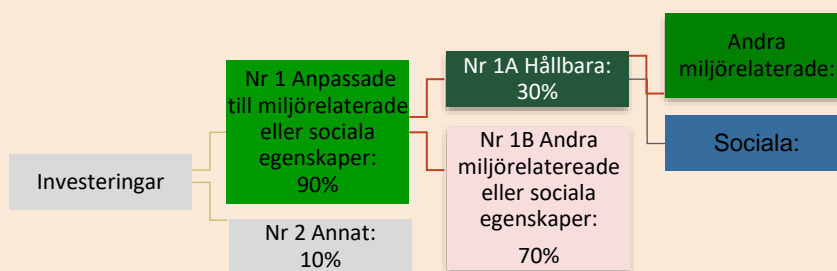 Investeringar
Nr 1 Anpassade
till miljörelaterade
eller sociala
egenskaper:
90%
Nr 2 Annat:
10%
Nr 1A Hållbara:
30%
Nr 1B Andra
miljörelatereade
eller sociala
egenskaper:
70%
Andra
miljörelaterade:
Sociala: